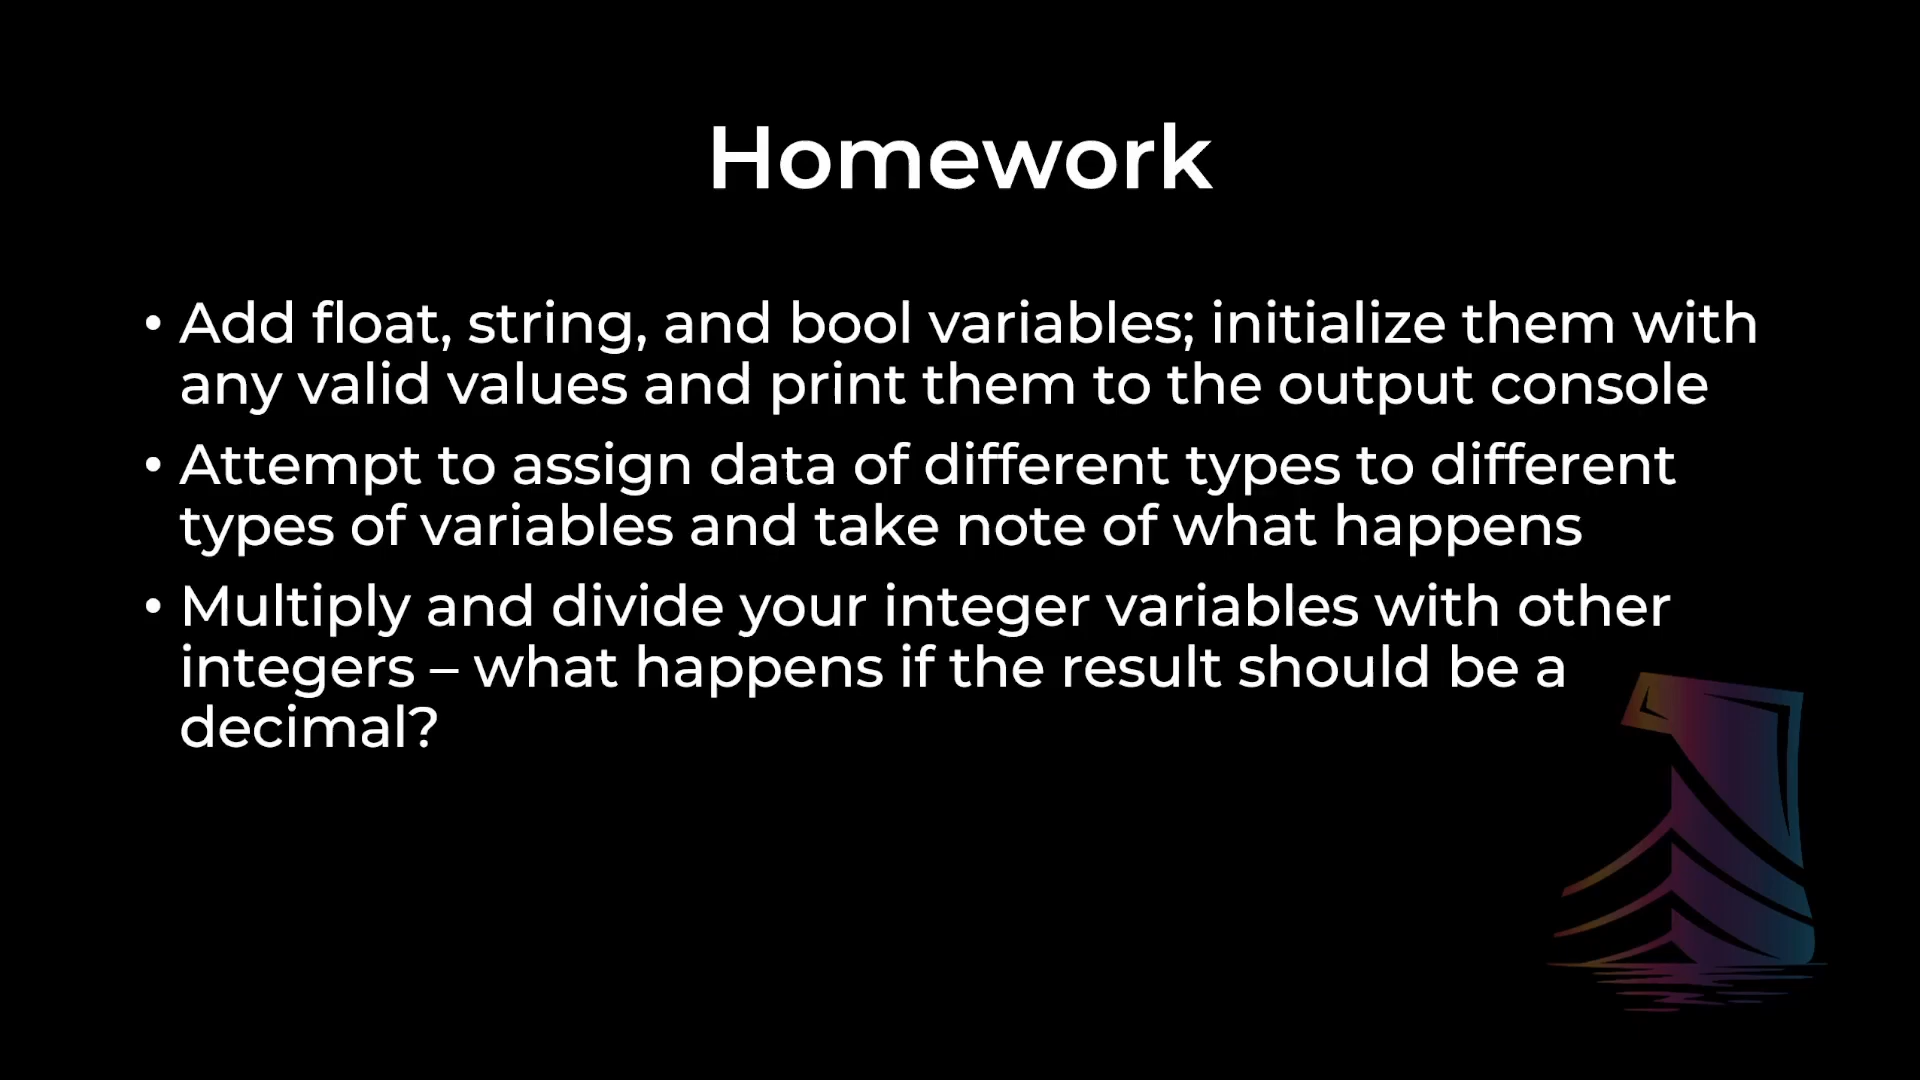 Homework
• Add float, string, and bool variables; initialize them with
any valid values and print them to the output console
• Attempt to assign data of different types to different
types of variables and take note of what happens
• Multiply and divide your integer variables with other
integers – what happens if the result should be a
decimal?